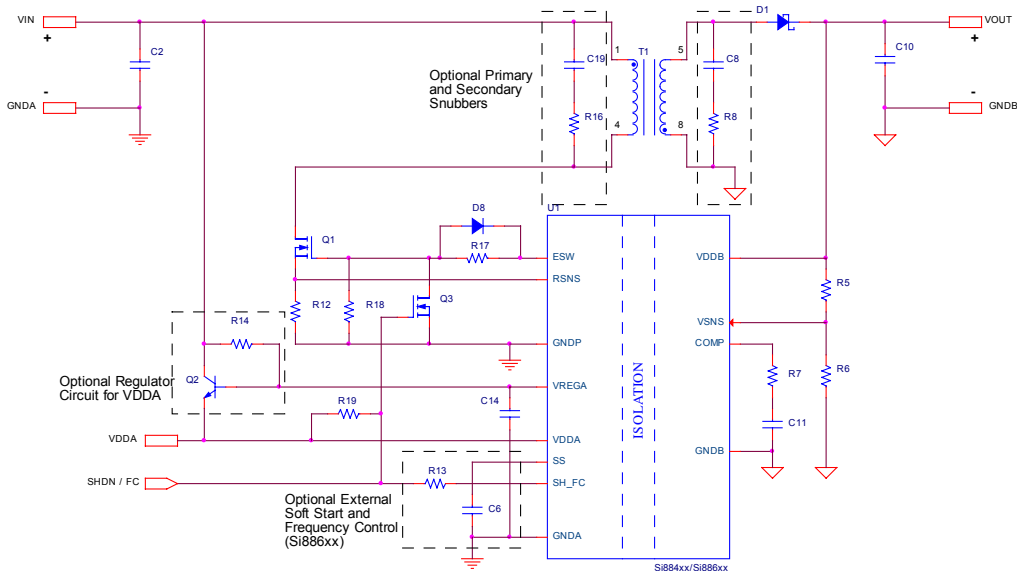 VIN
+
C2
-
GNDA
Optional Primary
and Secondary
Snubbers
C19
R16
1
T1
5
4
8
C8
R8
D1
VOUT
+
C10
-
GNDB
U1
D8
R17
Q1
R12
R18
Q3
R14
Q2
Optional Regulator
Circuit for VDDA
R19
C14
VDDA
SHDN / FC
R13
C6
Optional External
Soft Start and
Frequency Control
(Si886xx)
ESW
RSNS
GNDP
VREGA
VDDA
SS
SH_FC
GNDA
ISOLATION
VDDB
VSNS
COMP
GNDB
R5
R6
R7
C11
Si884xx/Si886xx